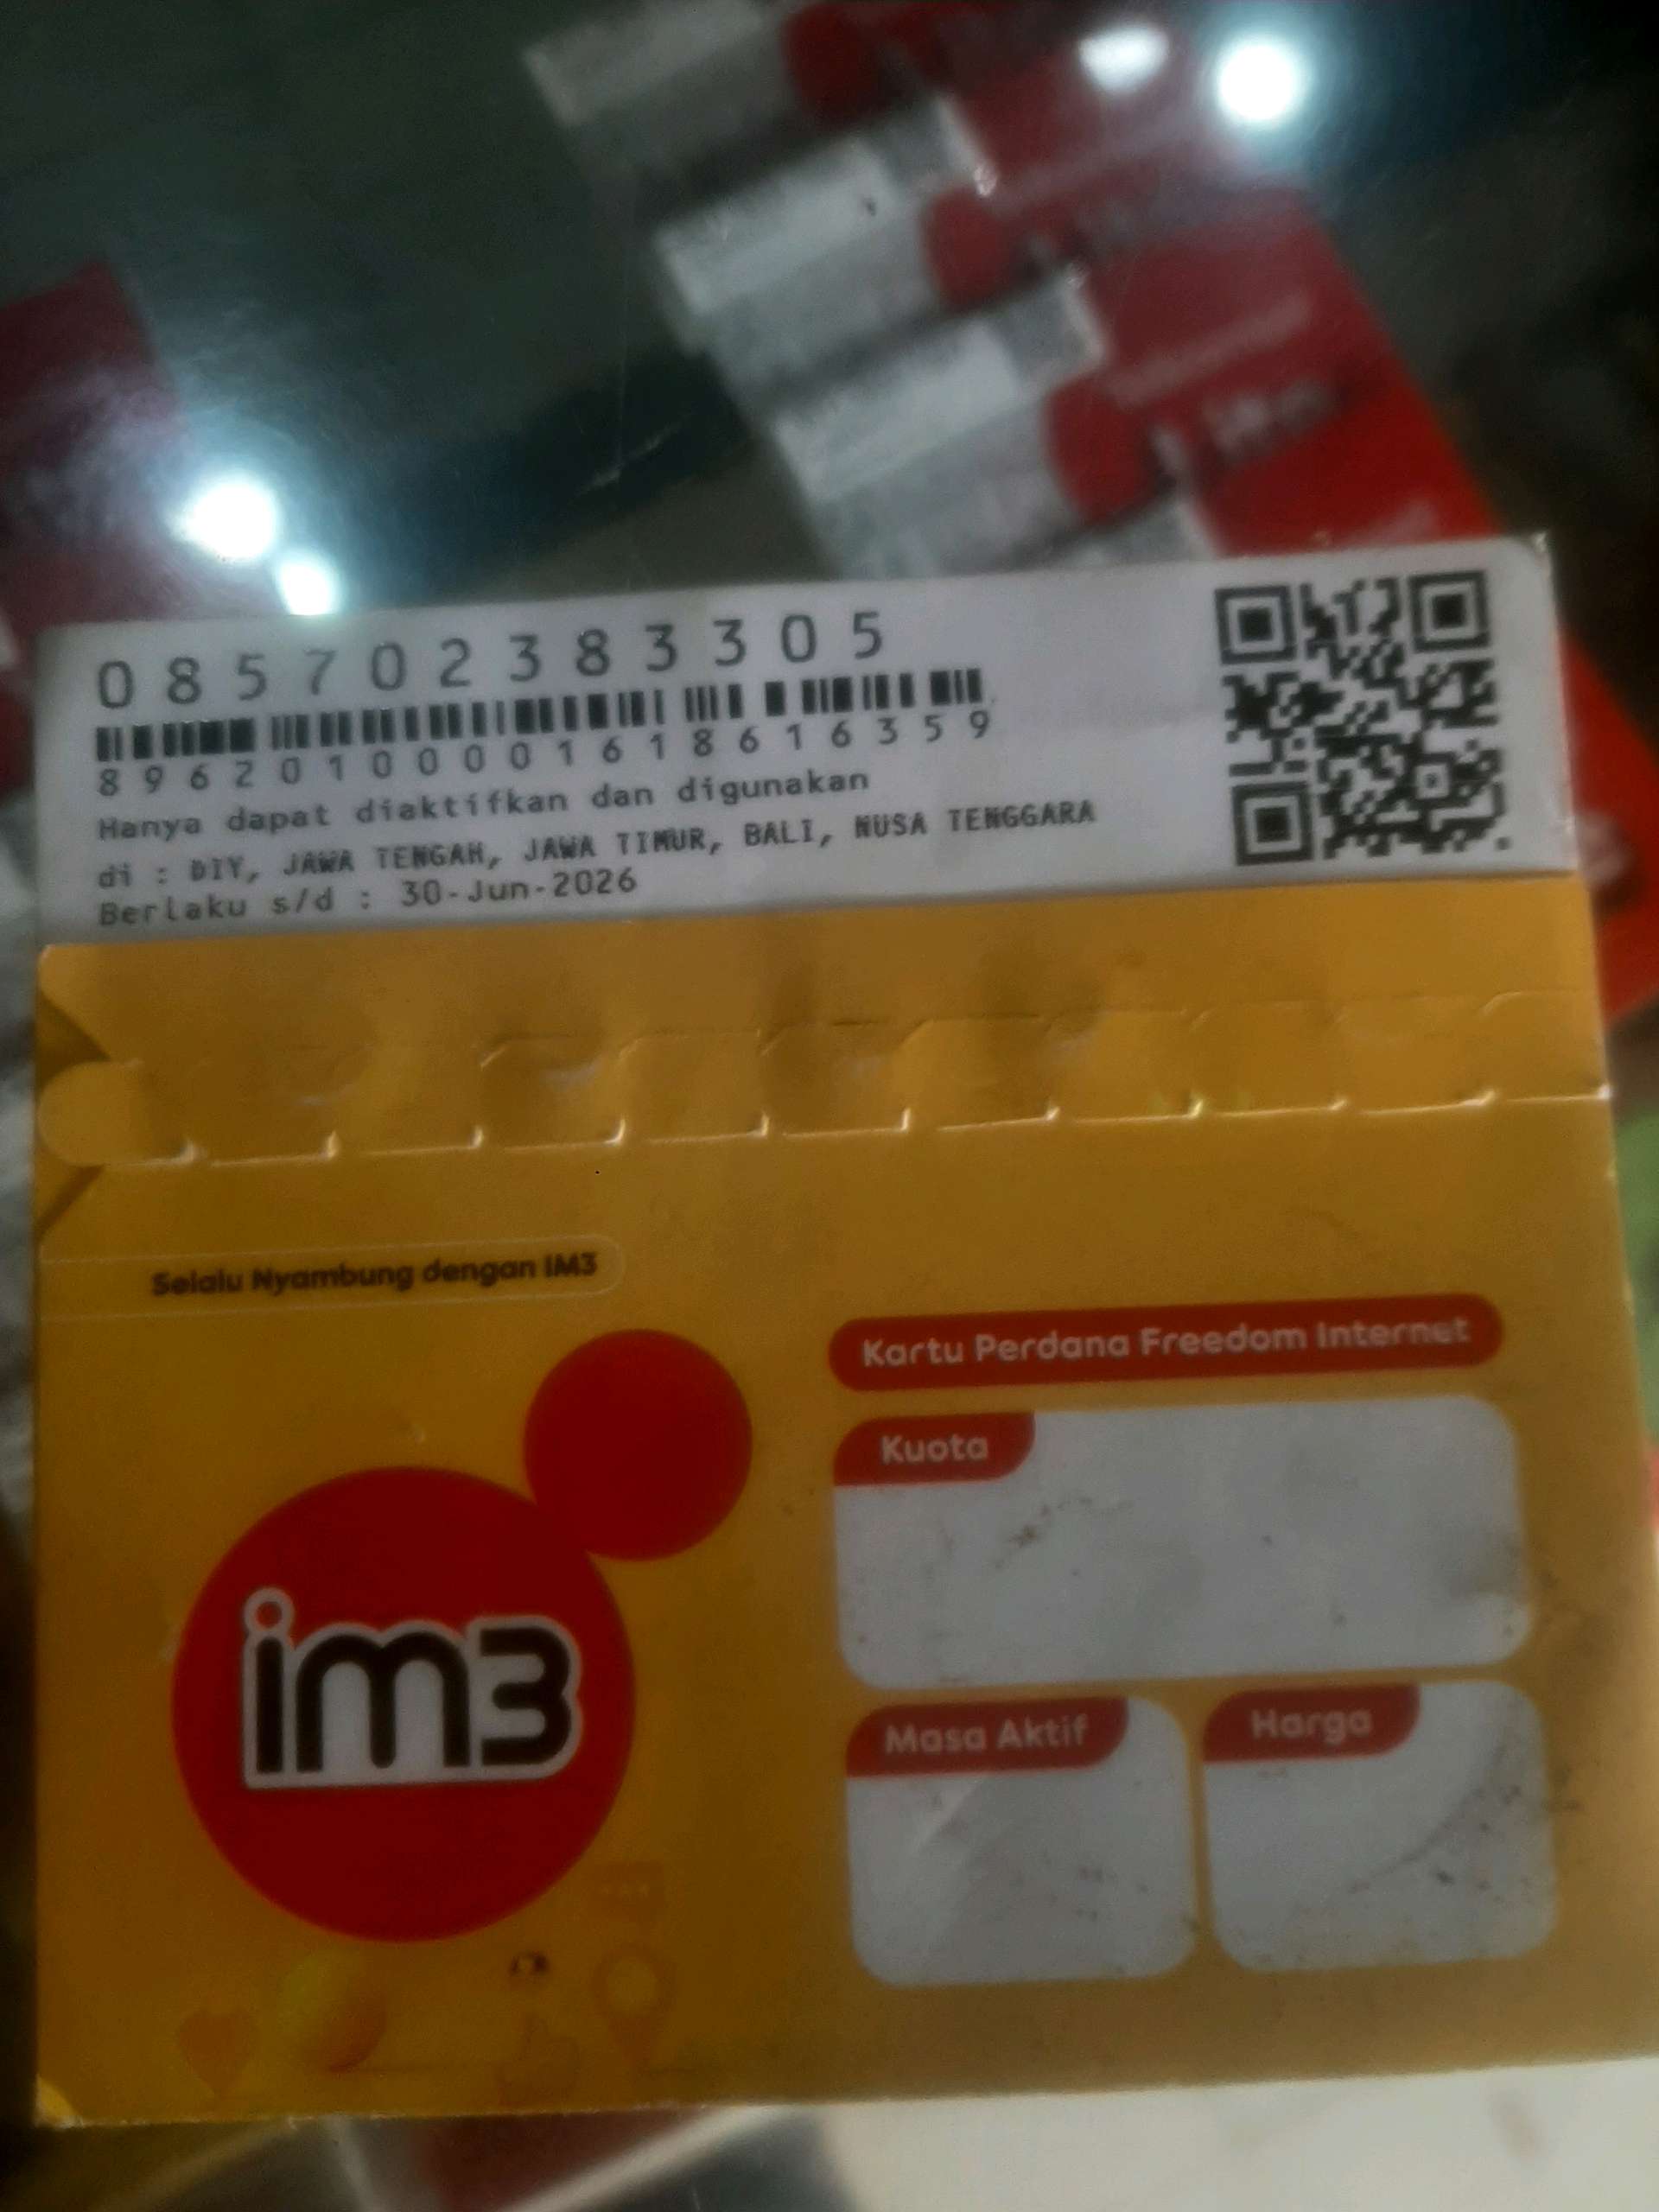 085702383305
8962010000161861 6359
Hanya dapat diaktifkan dan digunakan
di : DIY, JAWA TENGAH, JAWA TIMUR, BALI, NUSA TENGGARA
Berlaku s/d : 30-Jun-2026
Selalu Nyambung dengan IM3
Kartu Perdana Freedom Internet
Kuota
im3
Masa Aktif
Harga